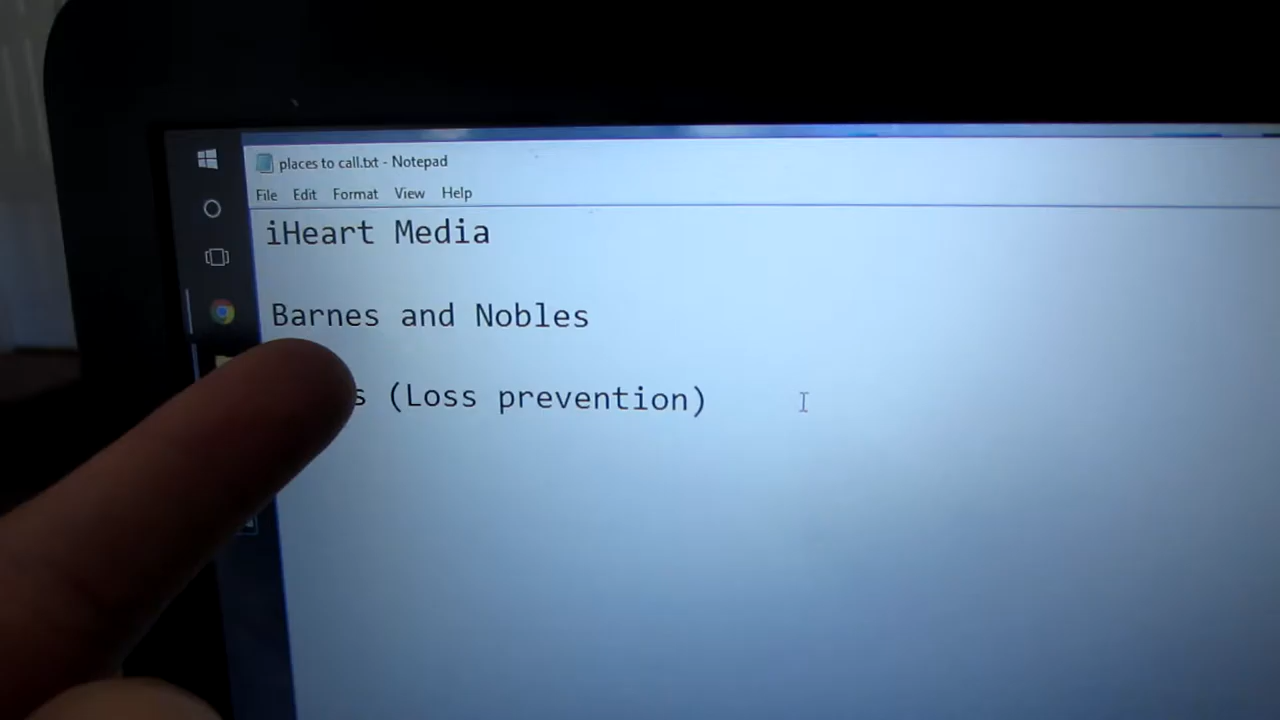 places to call.txt - Notepad
File Edit Format View Help
iHeart Media
Barnes and Nobles
(Loss prevention)